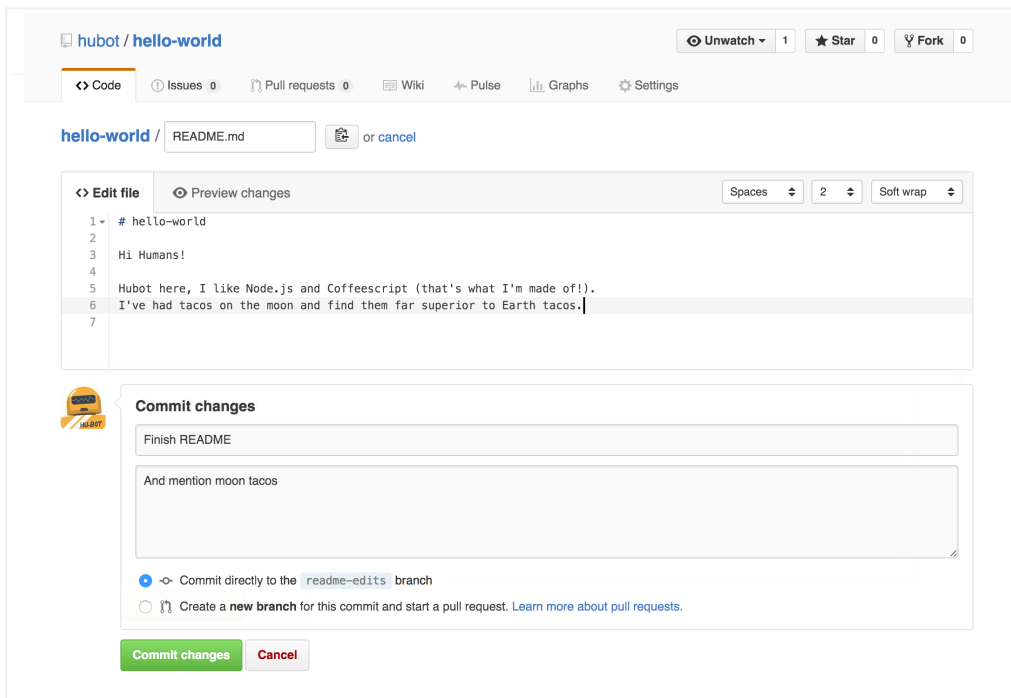 hubot / hello-world
Unwatch 1 Star 0 Fork 0
Code Issues 0 Pull requests 0 Wiki Pulse Graphs Settings
hello-world / README.md or cancel
<> Edit file Preview changes Spaces 2 Soft wrap
1 # hello-world
2
3 Hi Humans!
4
5 Hubot here, I like Node.js and Coffeescript (that's what I'm made of!).
6 I've had tacos on the moon and find them far superior to Earth tacos.
7
HU-BOT
Commit changes
Finish README
And mention moon tacos
Commit directly to the readme-edits branch
Create a new branch for this commit and start a pull request. Learn more about pull requests.
Commit changes Cancel